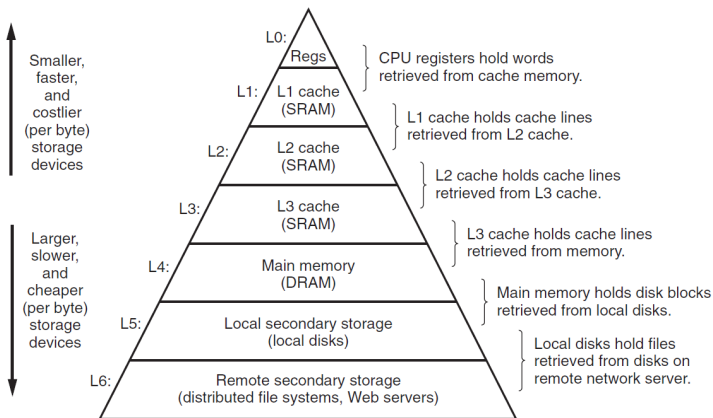 L0:
Regs
CPU registers hold words
retrieved from cache memory.
Smaller,
faster,
and
costlier
(per byte)
storage
devices
L1:
L1 cache
(SRAM)
L1 cache holds cache lines
retrieved from L2 cache.
L2:
L2 cache
(SRAM)
L2 cache holds cache lines
retrieved from L3 cache.
L3:
L3 cache
(SRAM)
L3 cache holds cache lines
retrieved from memory.
Larger,
slower,
and
cheaper
(per byte)
storage
devices
L4:
Main memory
(DRAM)
Main memory holds disk blocks
retrieved from local disks.
L5:
Local secondary storage
(local disks)
Local disks hold files
retrieved from disks on
remote network server.
L6:
Remote secondary storage
(distributed file systems, Web servers)